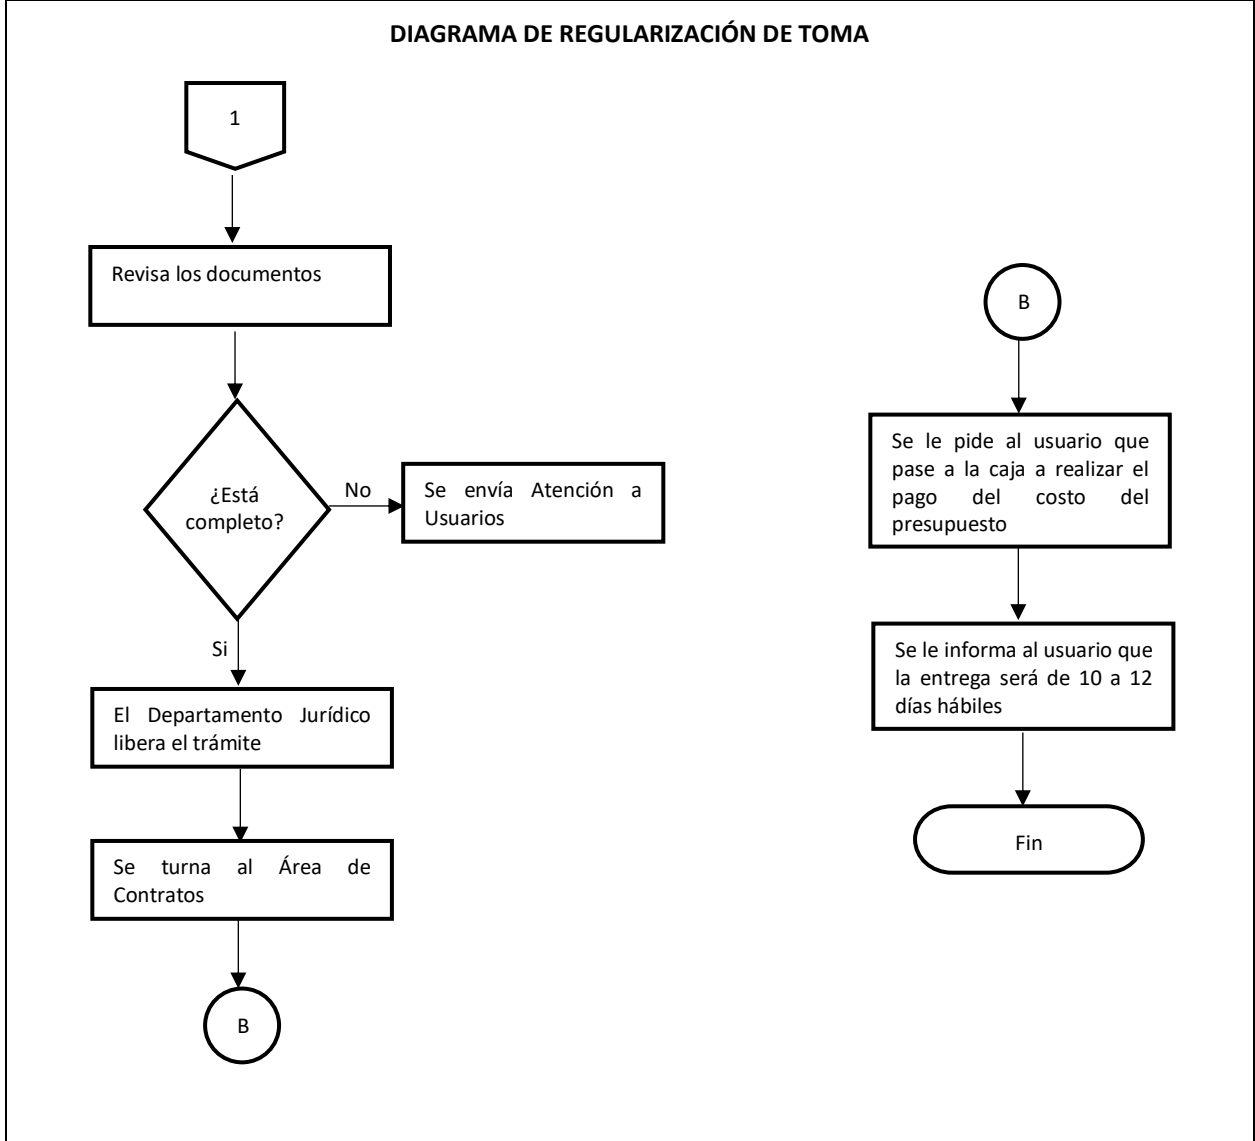 DIAGRAMA DE REGULARIZACIÓN DE TOMA
1
Revisa los documentos
¿Está
completo?
No
Se envía Atención a
Usuarios
Si
El Departamento Jurídico
libera el trámite
Se turna al Área de
Contratos
B
B
Se le pide al usuario que
pase a la caja a realizar el
pago del costo del
presupuesto
Se le informa al usuario que
la entrega será de 10 a 12
días hábiles
Fin